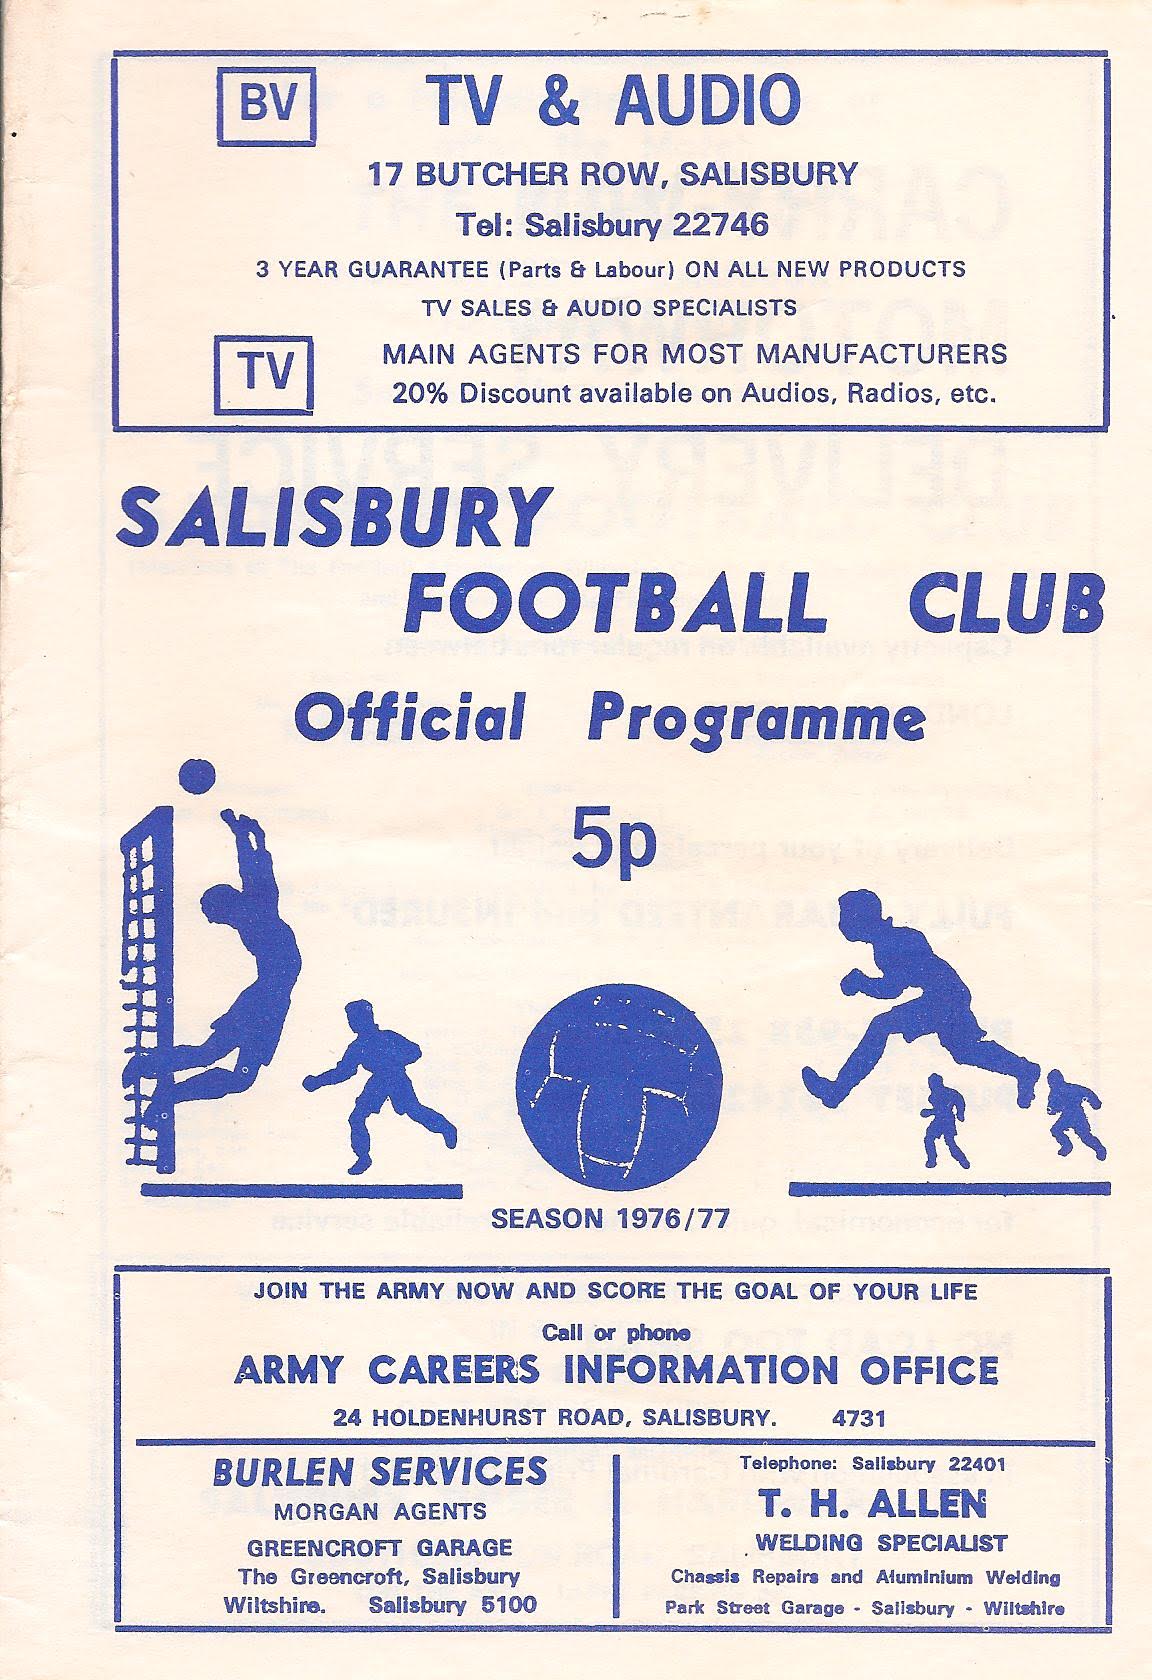 BV
TV & AUDIO
17 BUTCHER ROW, SALISBURY
Tel: Salisbury 22746
3 YEAR GUARANTEE (Parts & Labour) ON ALL NEW PRODUCTS
TV SALES & AUDIO SPECIALISTS
TV
MAIN AGENTS FOR MOST MANUFACTURERS
20% Discount available on Audios, Radios, etc.
SALISBURY
FOOTBALL CLUB
Official Programme
5p
SEASON 1976/77
JOIN THE ARMY NOW AND SCORE THE GOAL OF YOUR LIFE
Call or phone
ARMY CAREERS INFORMATION OFFICE
24 HOLDENHURST ROAD, SALISBURY. 4731
BURLEN SERVICES
MORGAN AGENTS
GREENCROFT GARAGE
The Greencroft, Salisbury
Wiltshire. Salisbury 5100
Telephone: Salisbury 22401
T. H. ALLEN
WELDING SPECIALIST
Chassis Repairs and Aluminium Welding
Park Street Garage - Salisbury - Wiltshire